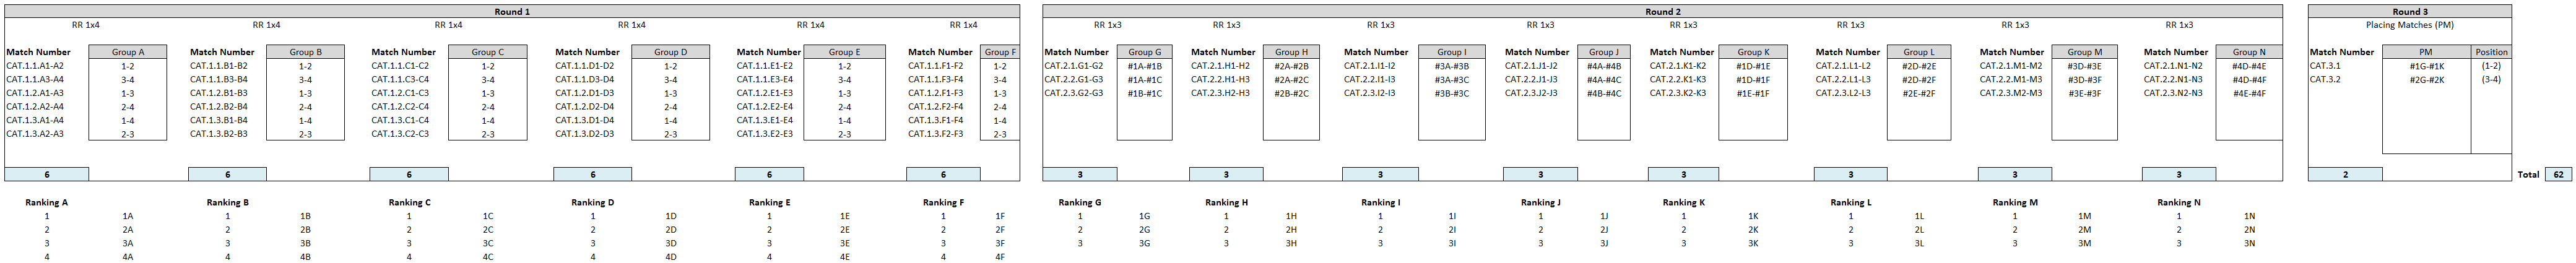 Round 1 Round 2 Round 3
RR 1x4 RR 1x4 RR 1x4 RR 1x4 RR 1x4 RR 1x4 RR 1x3 RR 1x3 RR 1x3 RR 1x3 RR 1x3 RR 1x3 RR 1x3 RR 1x3 Placing Matches (PM)
Match Number Group A Match Number Group B Match Number Group C Match Number Group D Match Number Group E Match Number Group F Match Number Group G Match Number Group H Match Number Group I Match Number Group J Match Number Group K Match Number Group L Match Number Group M Match Number Group N Match Number PM Position
CAT.1.1.A1-A2 1-2 CAT.1.1.B1-B2 1-2 CAT.1.1.C1-C2 1-2 CAT.1.1.D1-D2 1-2 CAT.1.1.E1-E2 1-2 CAT.1.1.F1-F2 1-2 CAT.2.1.G1-G2 #1A-#1B CAT.2.1.H1-H2 #2A-#2B CAT.2.1.I1-I2 #3A-#3B CAT.2.1.J1-J2 #4A-#4B CAT.2.1.K1-K2 #1D-#1E CAT.2.1.L1-L2 #2D-#2E CAT.2.1.M1-M2 #3D-#3E CAT.2.1.N1-N2 #4D-#4E CAT.3.1 #1G-#1K (1-2)
CAT.1.1.A3-A4 3-4 CAT.1.1.B3-B4 3-4 CAT.1.1.C3-C4 3-4 CAT.1.1.D3-D4 3-4 CAT.1.1.E3-E4 3-4 CAT.1.1.F3-F4 3-4 CAT.2.2.G1-G3 #1A-#1C CAT.2.2.H1-H3 #2A-#2C CAT.2.2.I1-I3 #3A-#3C CAT.2.2.J1-J3 #4A-#4C CAT.2.2.K1-K3 #1D-#1F CAT.2.2.L1-L3 #2D-#2F CAT.2.2.M1-M3 #3D-#3F CAT.2.2.N1-N3 #4D-#4F CAT.3.2 #2G-#2K (3-4)
CAT.1.2.A1-A3 1-3 CAT.1.2.B1-B3 1-3 CAT.1.2.C1-C3 1-3 CAT.1.2.D1-D3 1-3 CAT.1.2.E1-E3 1-3 CAT.1.2.F1-F3 1-3 CAT.2.3.G2-G3 #1B-#1C CAT.2.3.H2-H3 #2B-#2C CAT.2.3.I2-I3 #3B-#3C CAT.2.3.J2-J3 #4B-#4C CAT.2.3.K2-K3 #1E-#1F CAT.2.3.L2-L3 #2E-#2F CAT.2.3.M2-M3 #3E-#3F CAT.2.3.N2-N3 #4E-#4F
CAT.1.2.A2-A4 2-4 CAT.1.2.B2-B4 2-4 CAT.1.2.C2-C4 2-4 CAT.1.2.D2-D4 2-4 CAT.1.2.E2-E4 2-4 CAT.1.2.F2-F4 2-4
CAT.1.3.A1-A4 1-4 CAT.1.3.B1-B4 1-4 CAT.1.3.C1-C4 1-4 CAT.1.3.D1-D4 1-4 CAT.1.3.E1-E4 1-4 CAT.1.3.F1-F4 1-4
CAT.1.3.A2-A3 2-3 CAT.1.3.B2-B3 2-3 CAT.1.3.C2-C3 2-3 CAT.1.3.D2-D3 2-3 CAT.1.3.E2-E3 2-3 CAT.1.3.F2-F3 2-3
6 6 6 6 6 6 3 3 3 3 3 3 3 3 2 Total 62
Ranking A Ranking B Ranking C Ranking D Ranking E Ranking F Ranking G Ranking H Ranking I Ranking J Ranking K Ranking L Ranking M Ranking N
1 1A 1 1B 1 1C 1 1D 1 1E 1 1F 1 1G 1 1H 1 1I 1 1J 1 1K 1 1L 1 1M 1 1N
2 2A 2 2B 2 2C 2 2D 2 2E 2 2F 2 2G 2 2H 2 2I 2 2J 2 2K 2 2L 2 2M 2 2N
3 3A 3 3B 3 3C 3 3D 3 3E 3 3F 3 3G 3 3H 3 3I 3 3J 3 3K 3 3L 3 3M 3 3N
4 4A 4 4B 4 4C 4 4D 4 4E 4 4F